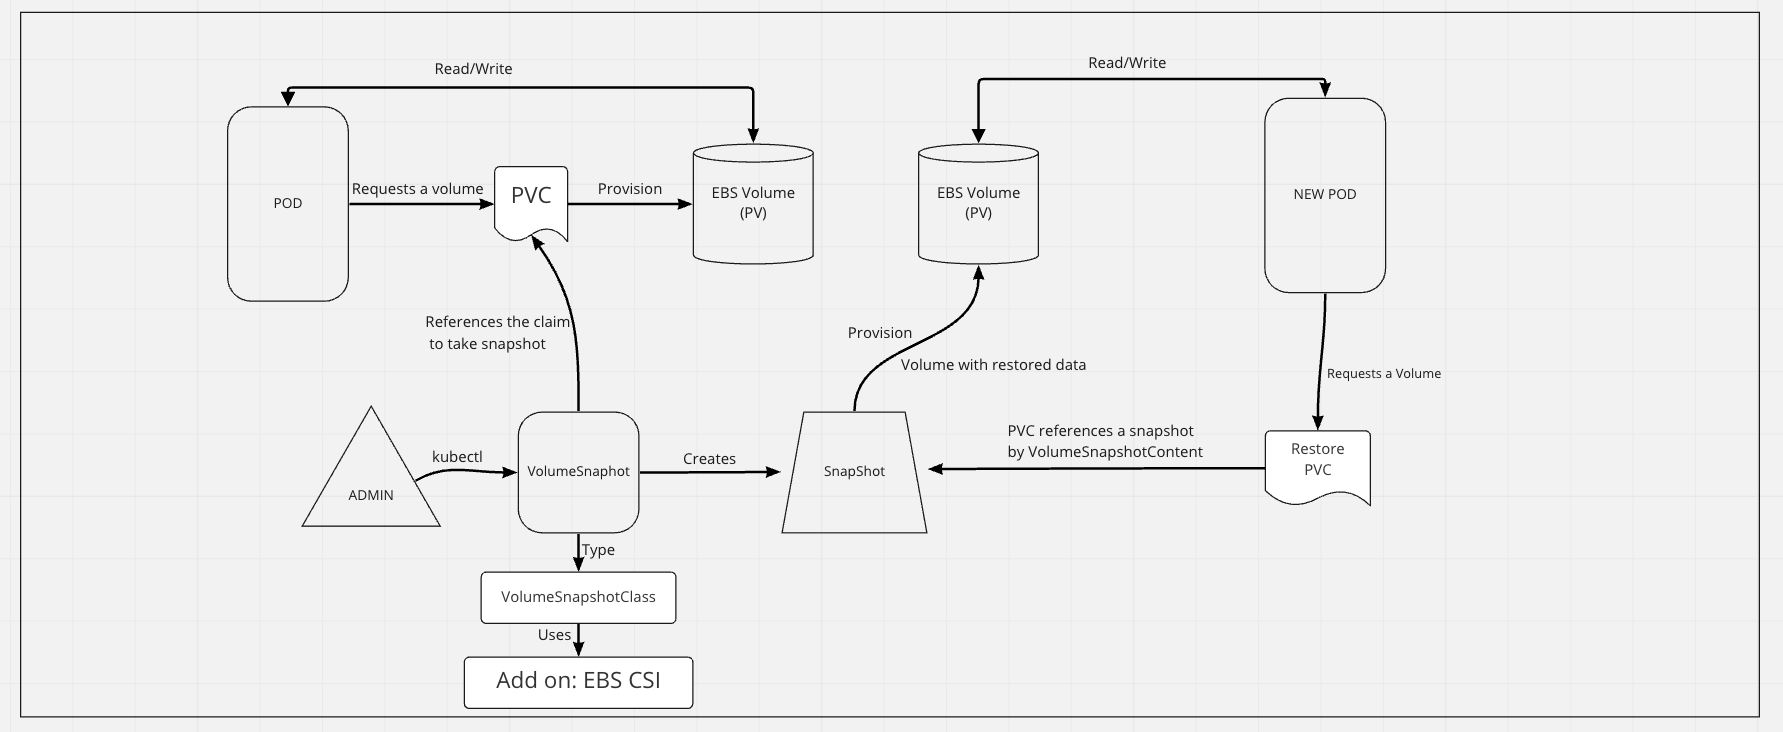 Read/Write
Read/Write
POD
Requests a volume
PVC
Provision
EBS Volume
(PV)
EBS Volume
(PV)
NEW POD
References the claim
to take snapshot
Provision
Volume with restored data
Requests a Volume
ADMIN
kubectl
VolumeSnaphot
Creates
SnapShot
PVC references a snapshot
by VolumeSnapshotContent
Restore
PVC
Type
VolumeSnapshotClass
Uses
Add on: EBS CSI